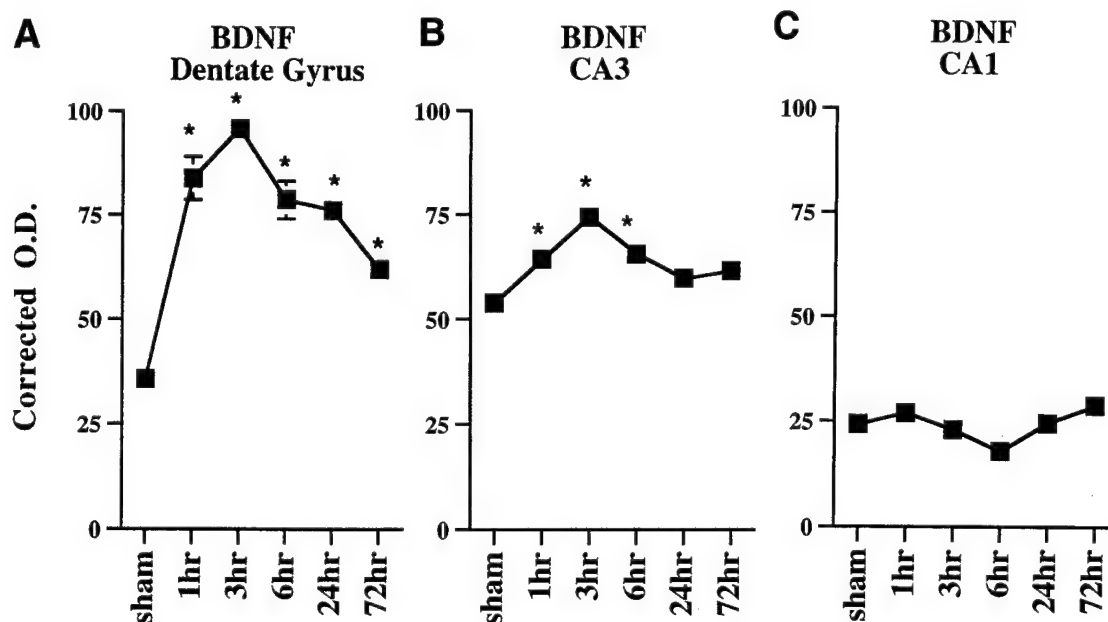 A
BDNF
Dentate Gyrus
B
BDNF
CA3
C
BDNF
CA1
Corrected O.D.
100
75
50
25
0
*
*
*
*
*
sham
1hr
3hr
6hr
24hr
72hr
100
75
50
25
0
*
*
*
sham
1hr
3hr
6hr
24hr
72hr
100
75
50
25
0
sham
1hr
3hr
6hr
24hr
72hr